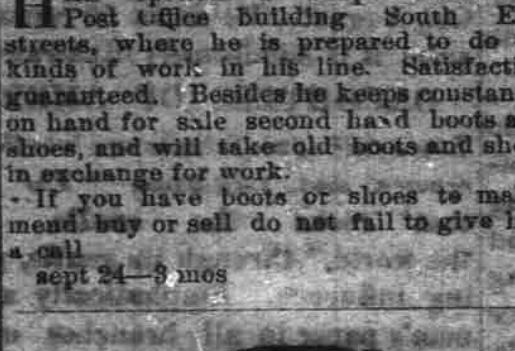 H
Post Office Building South E
streets, where he is prepared to do
kinds of work in his line. Satisfacti
guaranteed. Besides he keeps constan
on hand for sale second hand boots a
shoes, and will take old boots and sho
in exchange for work.
If you have boots or shoes to ma
mend buy or sell do not fail to give h
a call
sept 24—3 mos